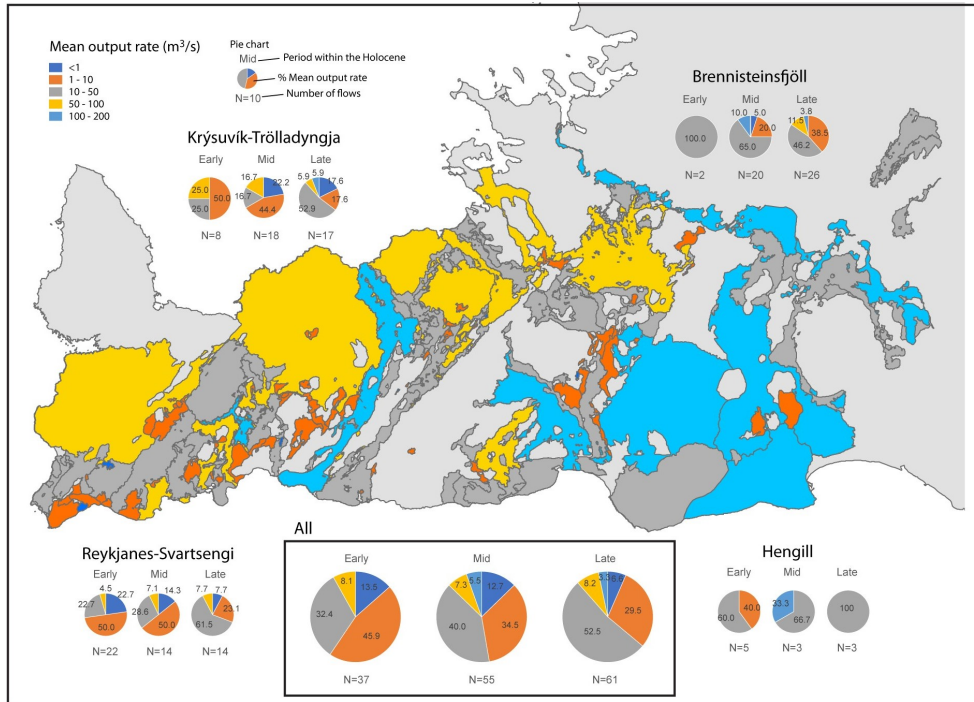 Mean output rate (m³/s)
<1
1 - 10
10 - 50
50 - 100
100 - 200
Pie chart
Mid
Period within the Holocene
% Mean output rate
N=10
Number of flows
Brennisteinsfjöll
Early
Mid
Late
100.0
10.0
5.0
20.0
65.0
3.8
11.5
38.5
46.2
N=2
N=20
N=26
Krýsuvík-Trölladyngja
Early
Mid
Late
25.0
50.0
25.0
16.7
22.2
16.7
44.4
5.9
5.9
17.6
17.6
52.9
N=8
N=18
N=17
All
Early
Mid
Late
8.1
13.5
32.4
45.9
7.3
5.5
12.7
40.0
34.5
8.2
3.3
6.6
29.5
52.5
N=37
N=55
N=61
Reykjanes-Svartsengi
Early
Mid
Late
4.5
22.7
22.7
50.0
7.1
14.3
28.6
50.0
7.7
7.7
23.1
61.5
N=22
N=14
N=14
Hengill
Early
Mid
Late
40.0
60.0
33.3
66.7
100
N=5
N=3
N=3